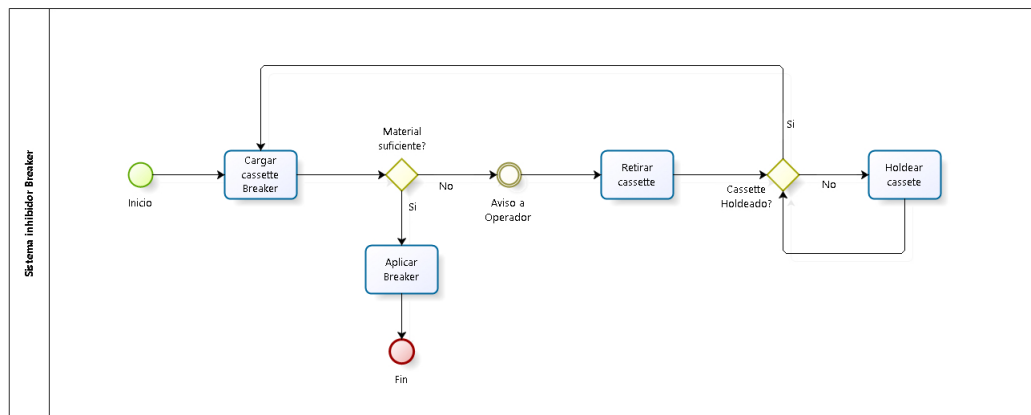 Sistema inhibidor Breaker
Inicio
Cargar
cassette
Breaker
Material
suficiente?
No
Si
Aplicar
Breaker
Fin
Aviso a
Operador
Retirar
cassette
Cassette
Holdeado?
Si
No
Holdear
cassete